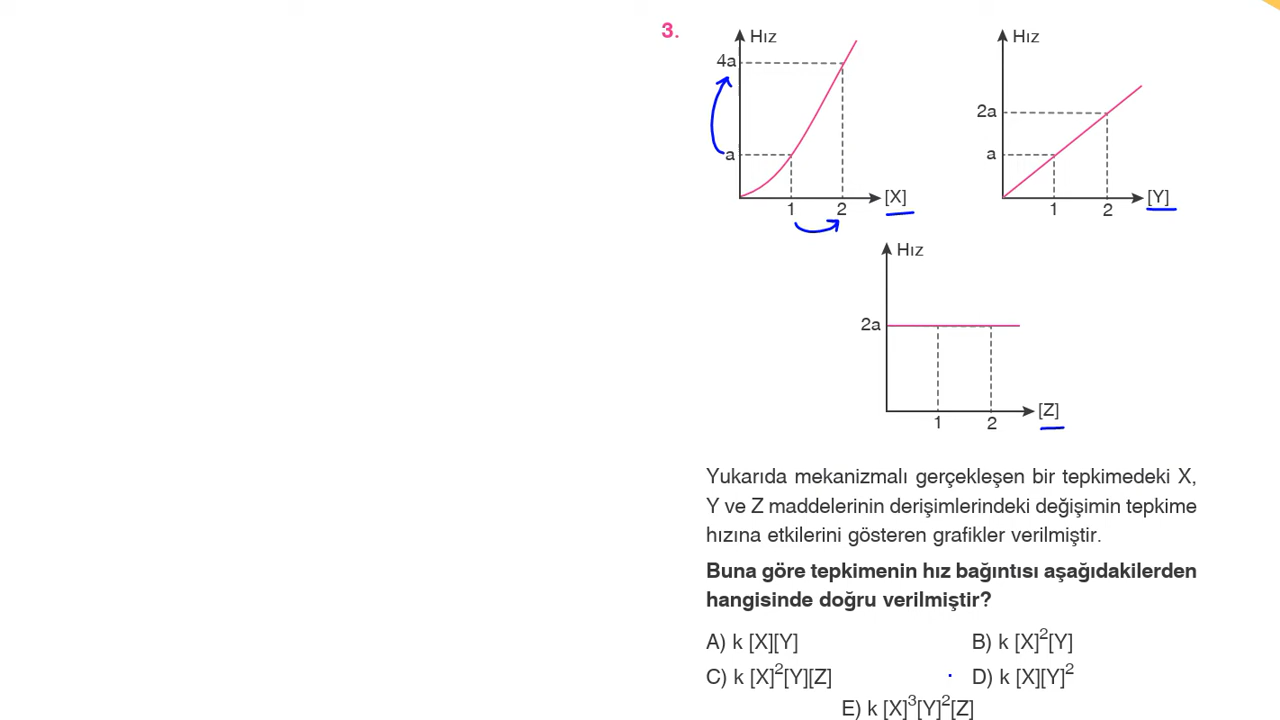 3.
Hız
4a
a
1 2 [X]
Hız
2a
a
1 2 [Y]
Hız
2a
1 2 [Z]
Yukarıda mekanizmalı gerçekleşen bir tepkimedeki X,
Y ve Z maddelerinin derişimlerindeki değişimin tepkime
hızına etkilerini gösteren grafikler verilmiştir.
Buna göre tepkimenin hız bağıntısı aşağıdakilerden
hangisinde doğru verilmiştir?
A) k [X][Y] B) k [X]²[Y]
C) k [X]²[Y][Z] D) k [X][Y]²
E) k [X]³[Y]²[Z]